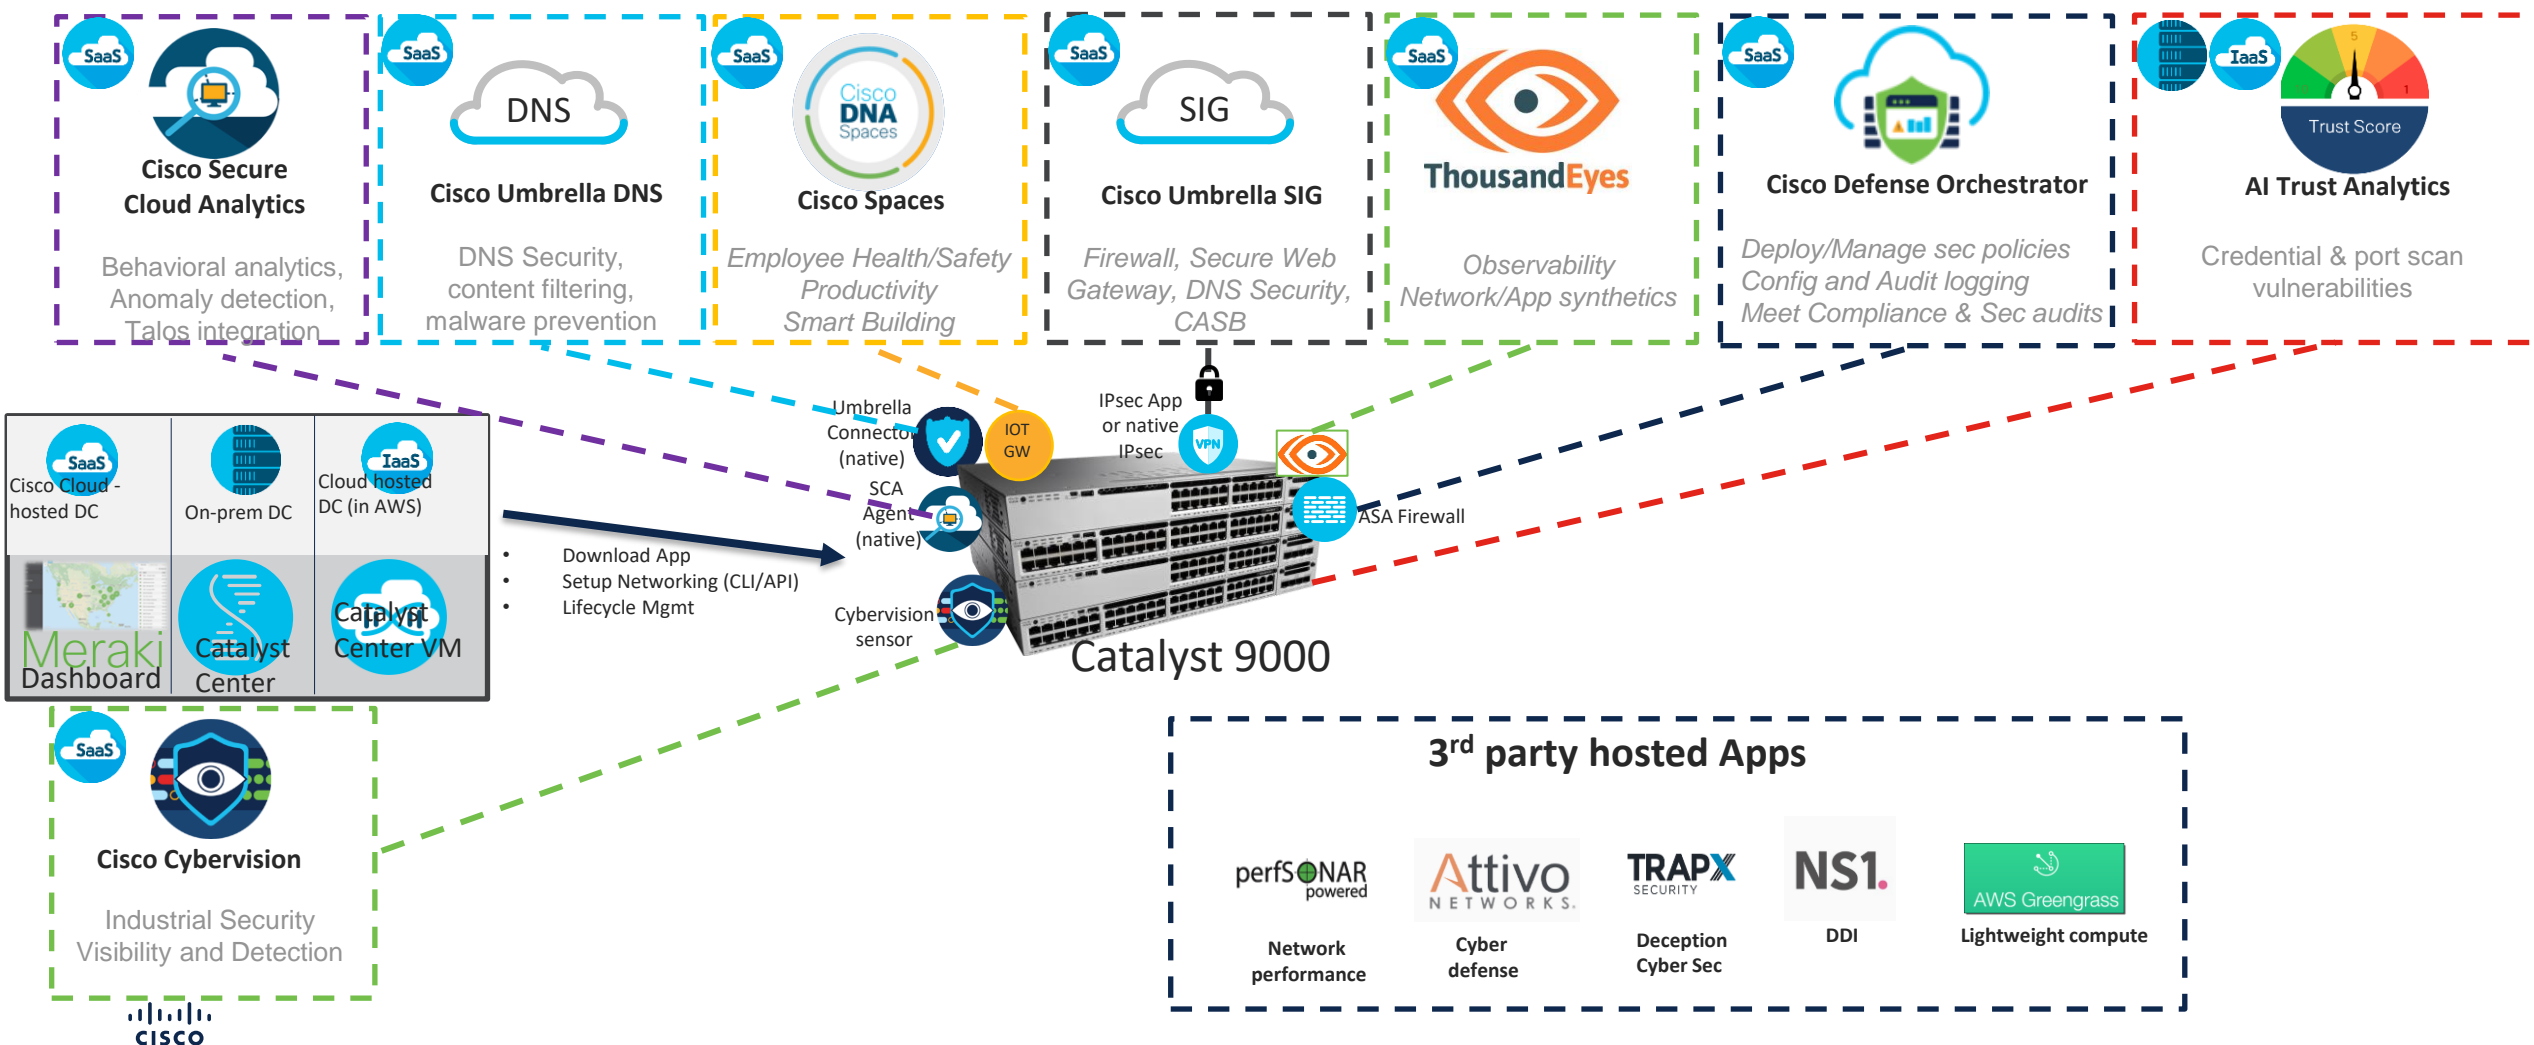 SaaS
Cisco Secure
Cloud Analytics
Behavioral analytics,
Anomaly detection,
Talos integration
SaaS
DNS
Cisco Umbrella DNS
DNS Security,
content filtering,
malware prevention
SaaS
Cisco
DNA
Spaces
Cisco Spaces
Employee Health/Safety
Productivity
Smart Building
SaaS
SIG
Cisco Umbrella SIG
Firewall, Secure Web
Gateway, DNS Security,
CASB
SaaS
ThousandEyes
Observability
Network/App synthetics
SaaS
Cisco Defense Orchestrator
Deploy/Manage sec policies
Config and Audit logging
Meet Compliance & Sec audits
IaaS
5
1
Trust Score
AI Trust Analytics
Credential & port scan
vulnerabilities
SaaS
Cisco Cloud -
hosted DC
On-prem DC
IaaS
Cloud hosted
DC (in AWS)
Meraki
Dashboard
Catalyst
Center
Catalyst
Center VM
• Download App
• Setup Networking (CLI/API)
• Lifecycle Mgmt
Umbrella
Connector
(native)
IOT
GW
SCA
Agent
(native)
Cybervision
sensor
IPsec App
or native
IPsec
VPN
ASA Firewall
Catalyst 9000
SaaS
Cisco Cybervision
Industrial Security
Visibility and Detection
CISCO
3rd party hosted Apps
perfSONAR
powered
Network
performance
Attivo
NETWORKS.
Cyber
defense
TRAPX
SECURITY
Deception
Cyber Sec
NS1.
DDI
AWS Greengrass
Lightweight compute